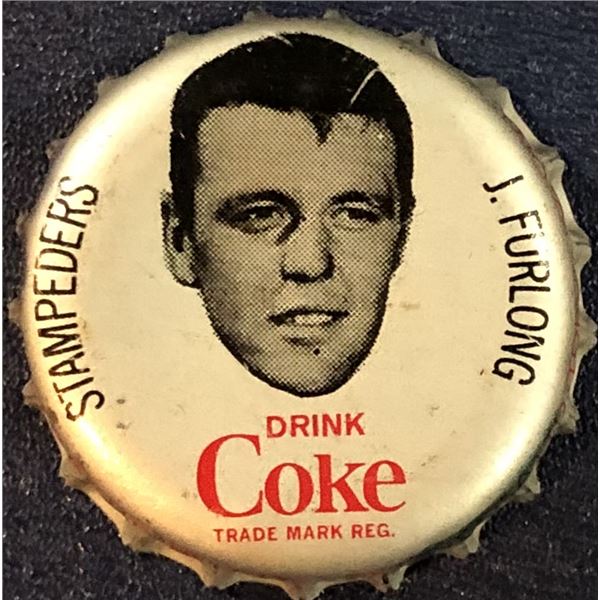 STAMPEDERS
J. FURLONG
DRINK
Coke
TRADE MARK REG.